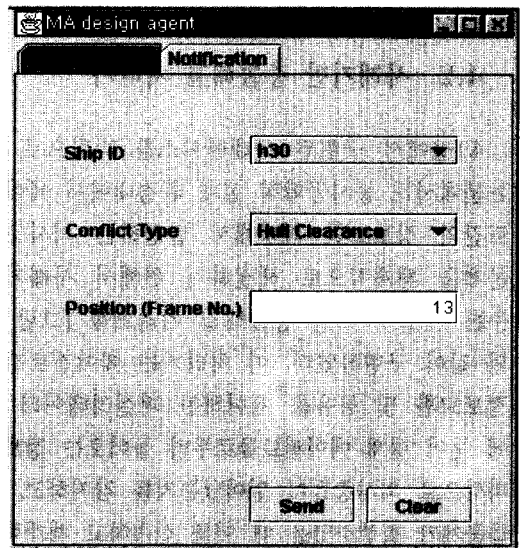 MA design agent
Notification
Ship ID
h30
Conflict Type
Hull Clearance
Position (Frame No.)
13
Send
Clear